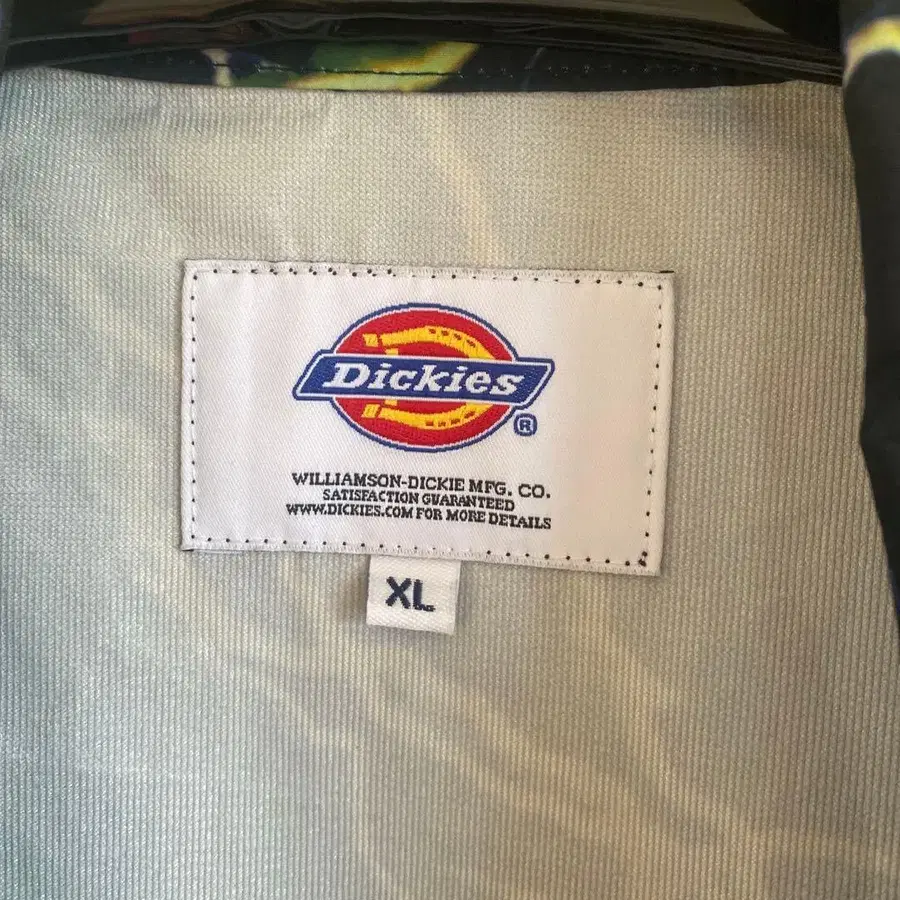 Dickies
®
WILLIAMSON-DICKIE MFG. CO.
SATISFACTION GUARANTEED
WWW.DICKIES.COM FOR MORE DETAILS
XL